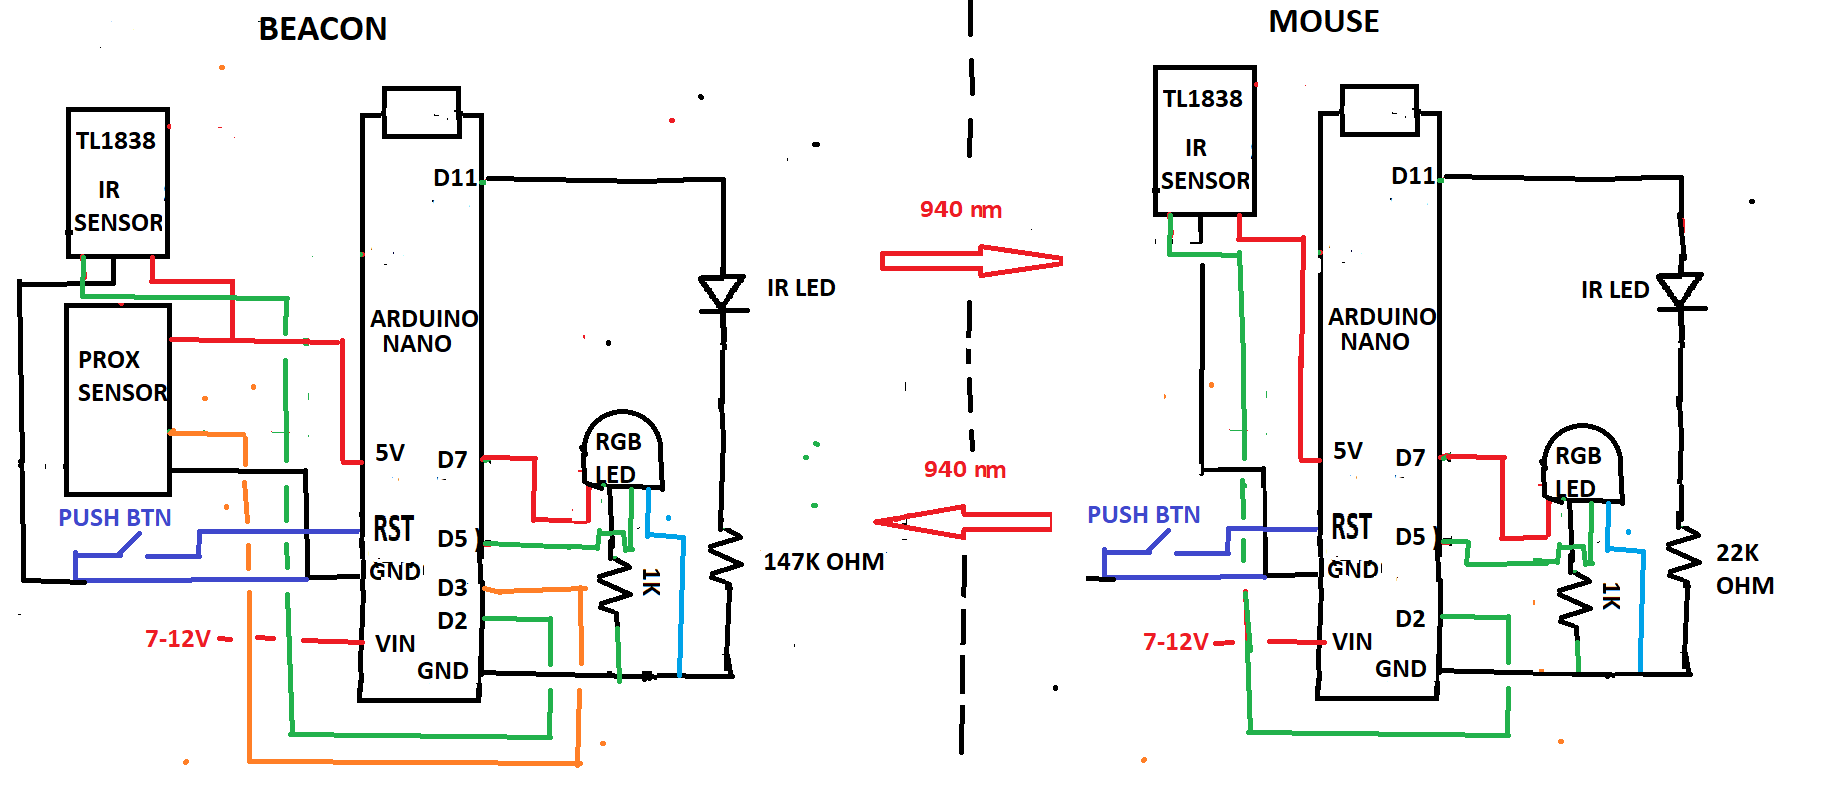 BEACON
TL1838
IR
SENSOR
PROX
SENSOR
PUSH BTN
7-12V
D11
ARDUINO
NANO
5V
D7
RST
D5
GND
D3
D2
VIN
GND
RGB
LED
1K
IR LED
147K OHM
940 nm
940 nm
MOUSE
TL1838
IR
SENSOR
PUSH BTN
7-12V
D11
ARDUINO
NANO
5V
D7
RST
D5
GND
D2
VIN
GND
RGB
LED
1K
IR LED
22K
OHM